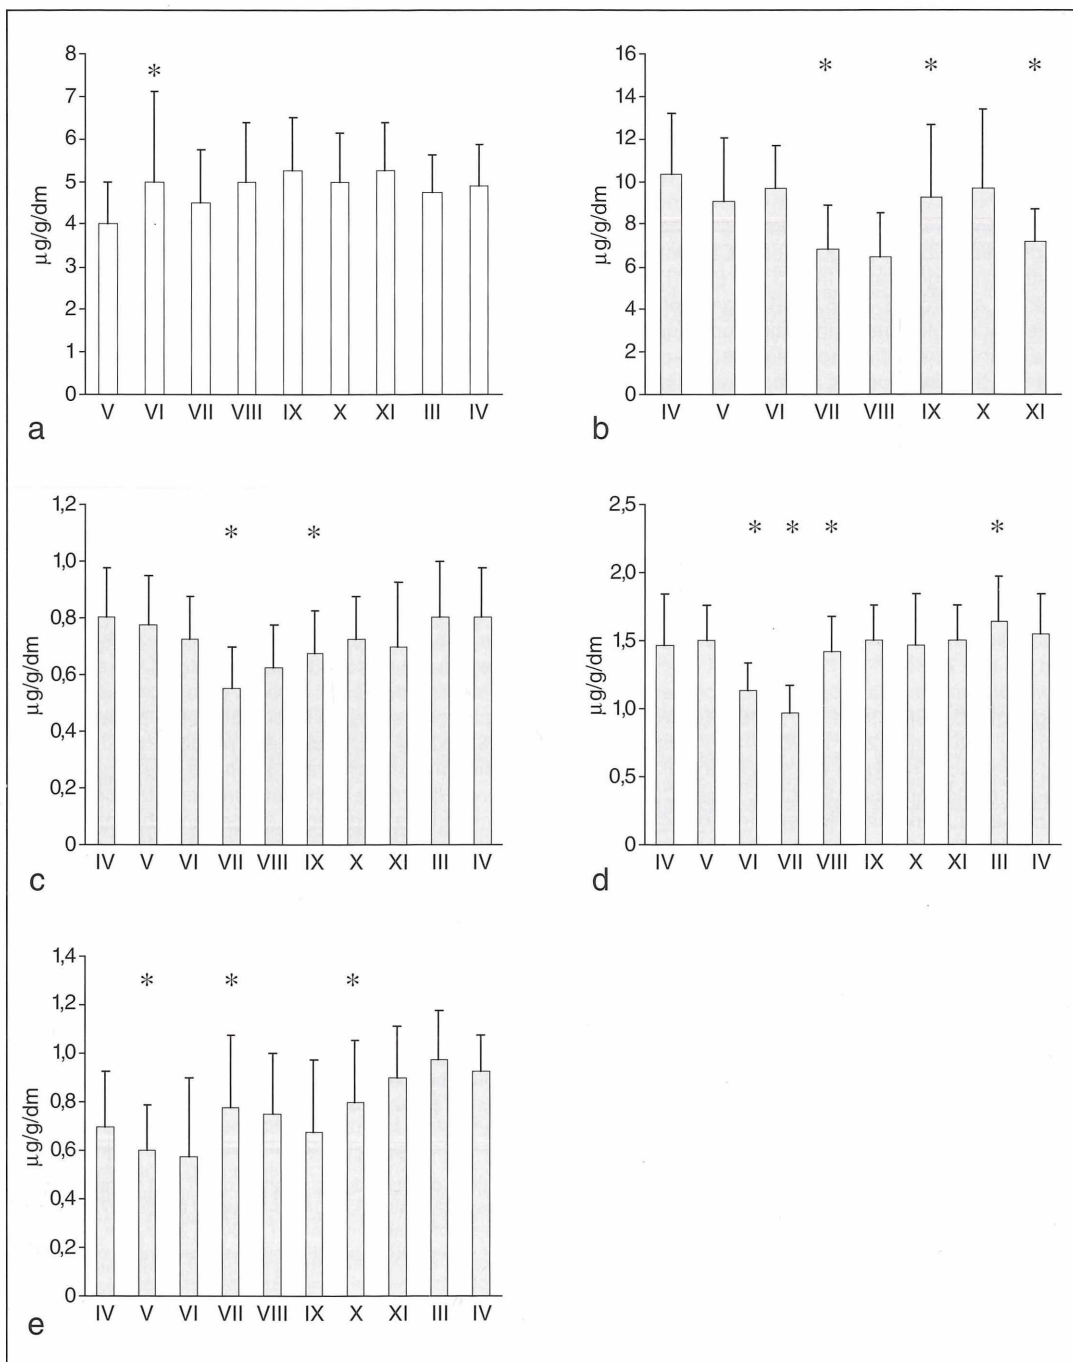 8
7
6
5
4
3
2
1
0
µg/g/dm
*
V VI VII VIII IX X XI III IV
a
16
14
12
10
8
6
4
2
0
µg/g/dm
* * *
IV V VI VII VIII IX X XI
b
1,2
1,0
0,8
0,6
0,4
0,2
0
µg/g/dm
* *
IV V VI VII VIII IX X XI III IV
c
2,5
2,0
1,5
1,0
0,5
0
µg/g/dm
* * * *
IV V VI VII VIII IX X XI III IV
d
1,4
1,2
1,0
0,8
0,6
0,4
0,2
0
µg/g/dm
* * *
IV V VI VII VIII IX X XI III IV
e